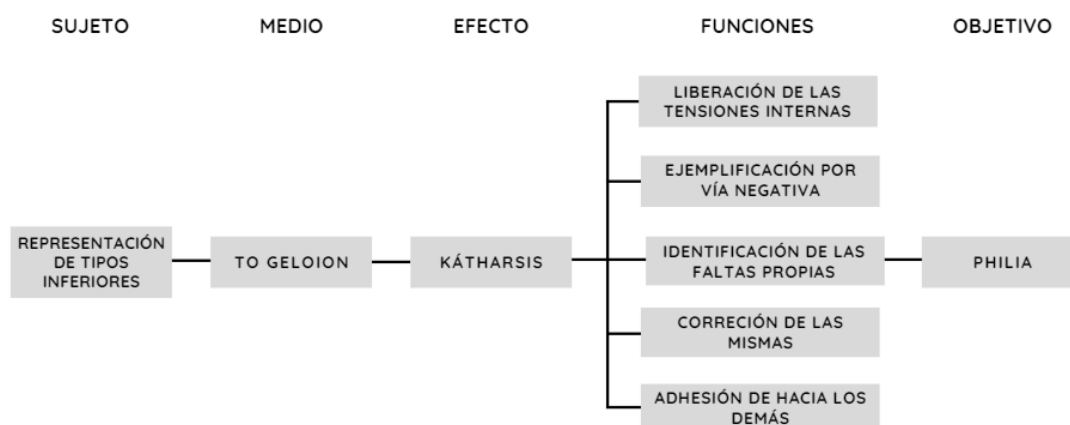 SUJETO
MEDIO
EFECTO
FUNCIONES
OBJETIVO
REPRESENTACIÓN
DE TIPOS
INFERIORES
TO GELOION
KÁTHARSIS
LIBERACIÓN DE LAS
TENSIONES INTERNAS
EJEMPLIFICACIÓN POR
VÍA NEGATIVA
IDENTIFICACIÓN DE LAS
FALTAS PROPIAS
CORRECIÓN DE LAS
MISMAS
ADHESIÓN DE HACIA LOS
DEMÁS
PHILIA